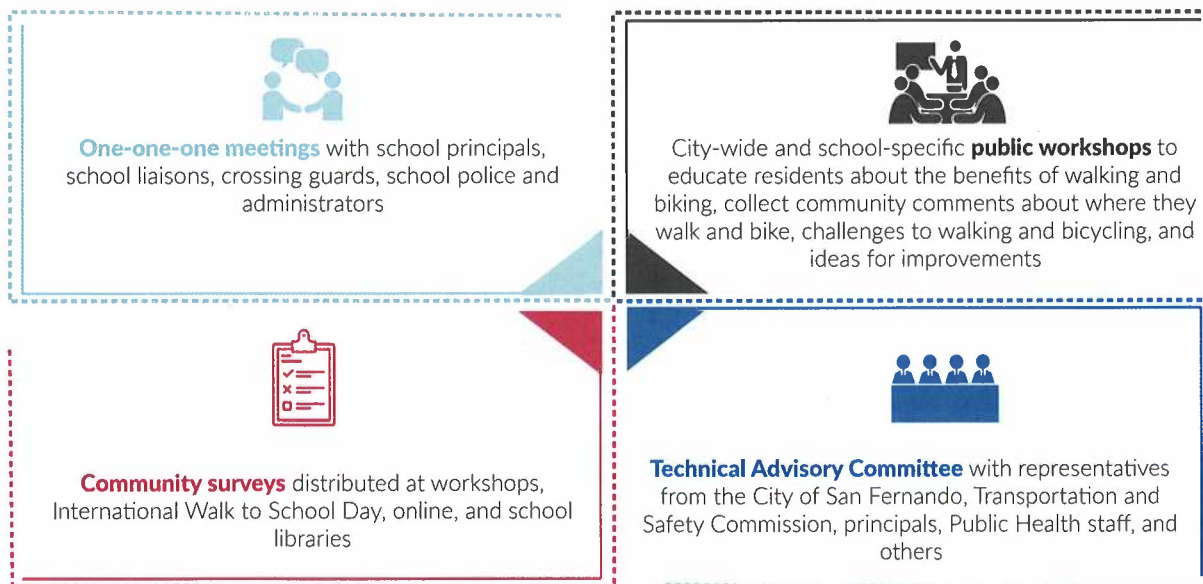 One-one-one meetings with school principals,
school liaisons, crossing guards, school police and
administrators
City-wide and school-specific public workshops to
educate residents about the benefits of walking and
biking, collect community comments about where they
walk and bike, challenges to walking and bicycling, and
ideas for improvements
Community surveys distributed at workshops,
International Walk to School Day, online, and school
libraries
Technical Advisory Committee with representatives
from the City of San Fernando, Transportation and
Safety Commission, principals, Public Health staff, and
others